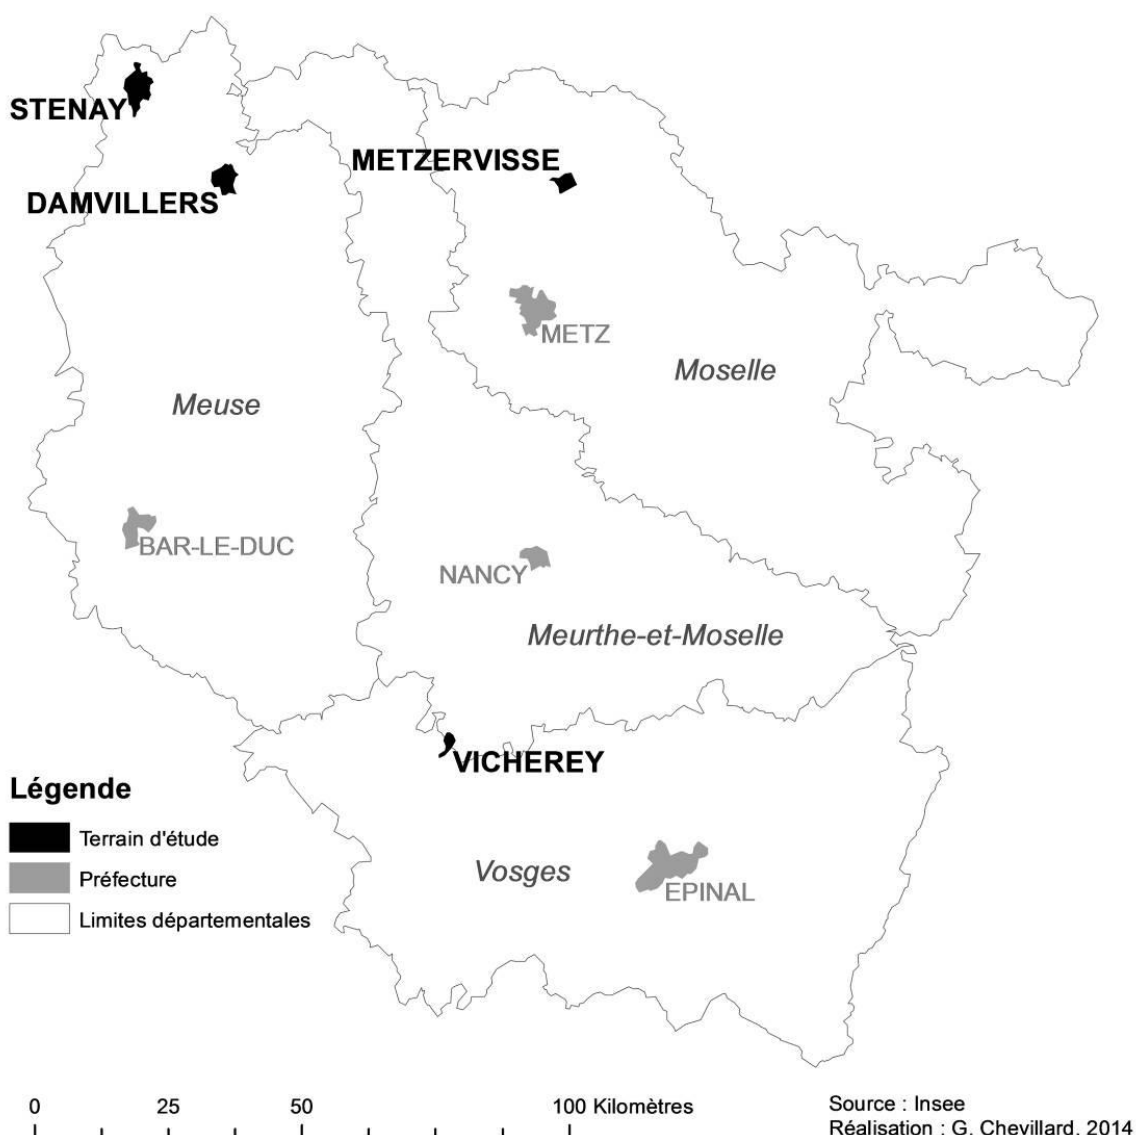 STENAY
METZERVISSE
DAMVILLERS
METZ
Moselle
Meuse
BAR-LE-DUC
NANCY
Meurthe-et-Moselle
VICHEREY
Légende
Terrain d'étude
Préfecture
Limites départementales
Vosges
EPINAL
0 25 50 100 Kilomètres
Source : Insee
Réalisation : G. Chevillard, 2014